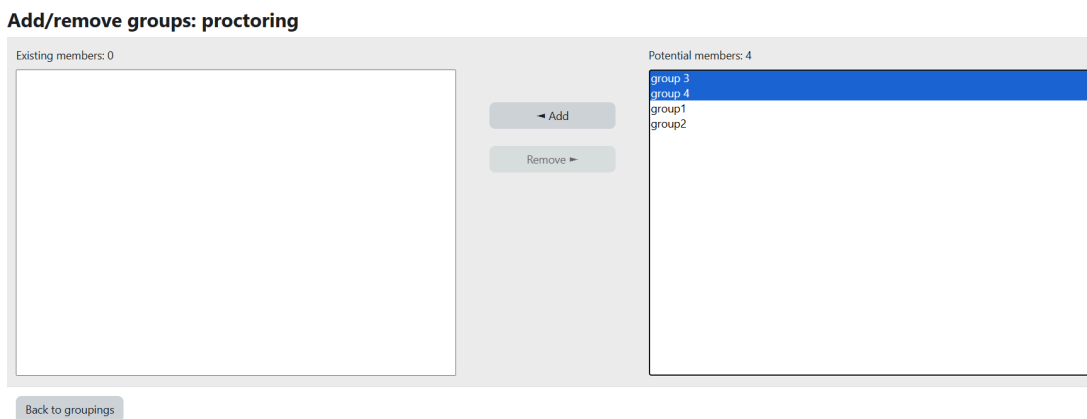 Add/remove groups: proctoring
Existing members: 0
Potential members: 4
group 3
group 4
group1
group2
◄ Add
Remove ►
Back to groupings